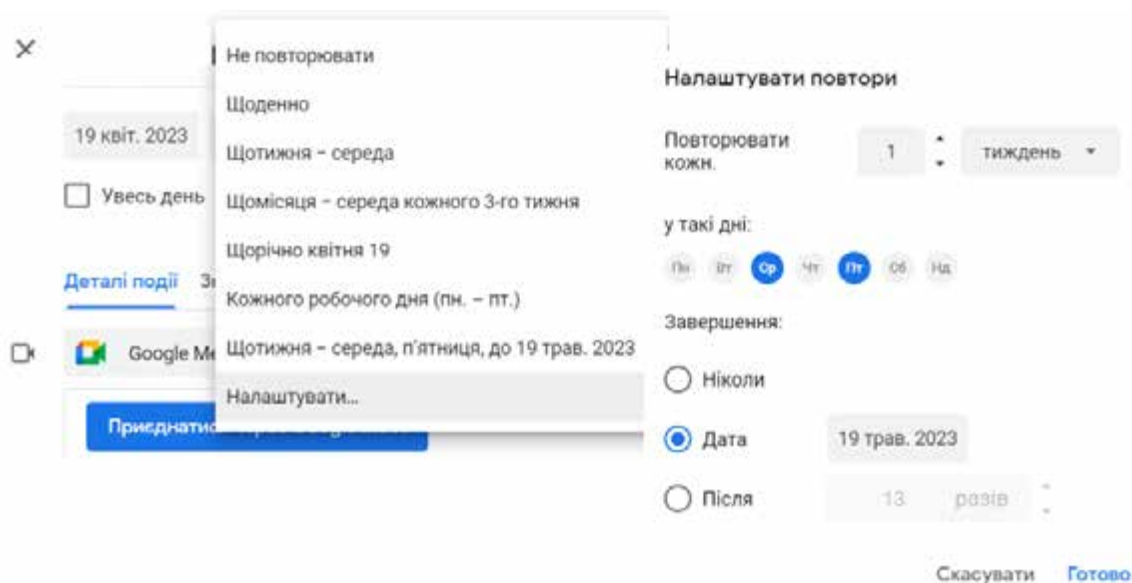 Не повторювати
Щоденно
19 квіт. 2023
Щотижня – середа
Увесь день
Щомісяця – середа кожного 3-го тижня
Щорічно квітня 19
Деталі події
Кожного робочого дня (пн. – пт.)
Google
Щотижня – середа, п'ятниця, до 19 трав. 2023
Налаштувати...
Налаштувати повтори
Повторювати
кожн.
1 тиждень
у такі дні:
Пн Вт Ср Чт Пт Сб Нд
Завершення:
Ніколи
Дата 19 трав. 2023
Після 13 разів
Скасувати Готово